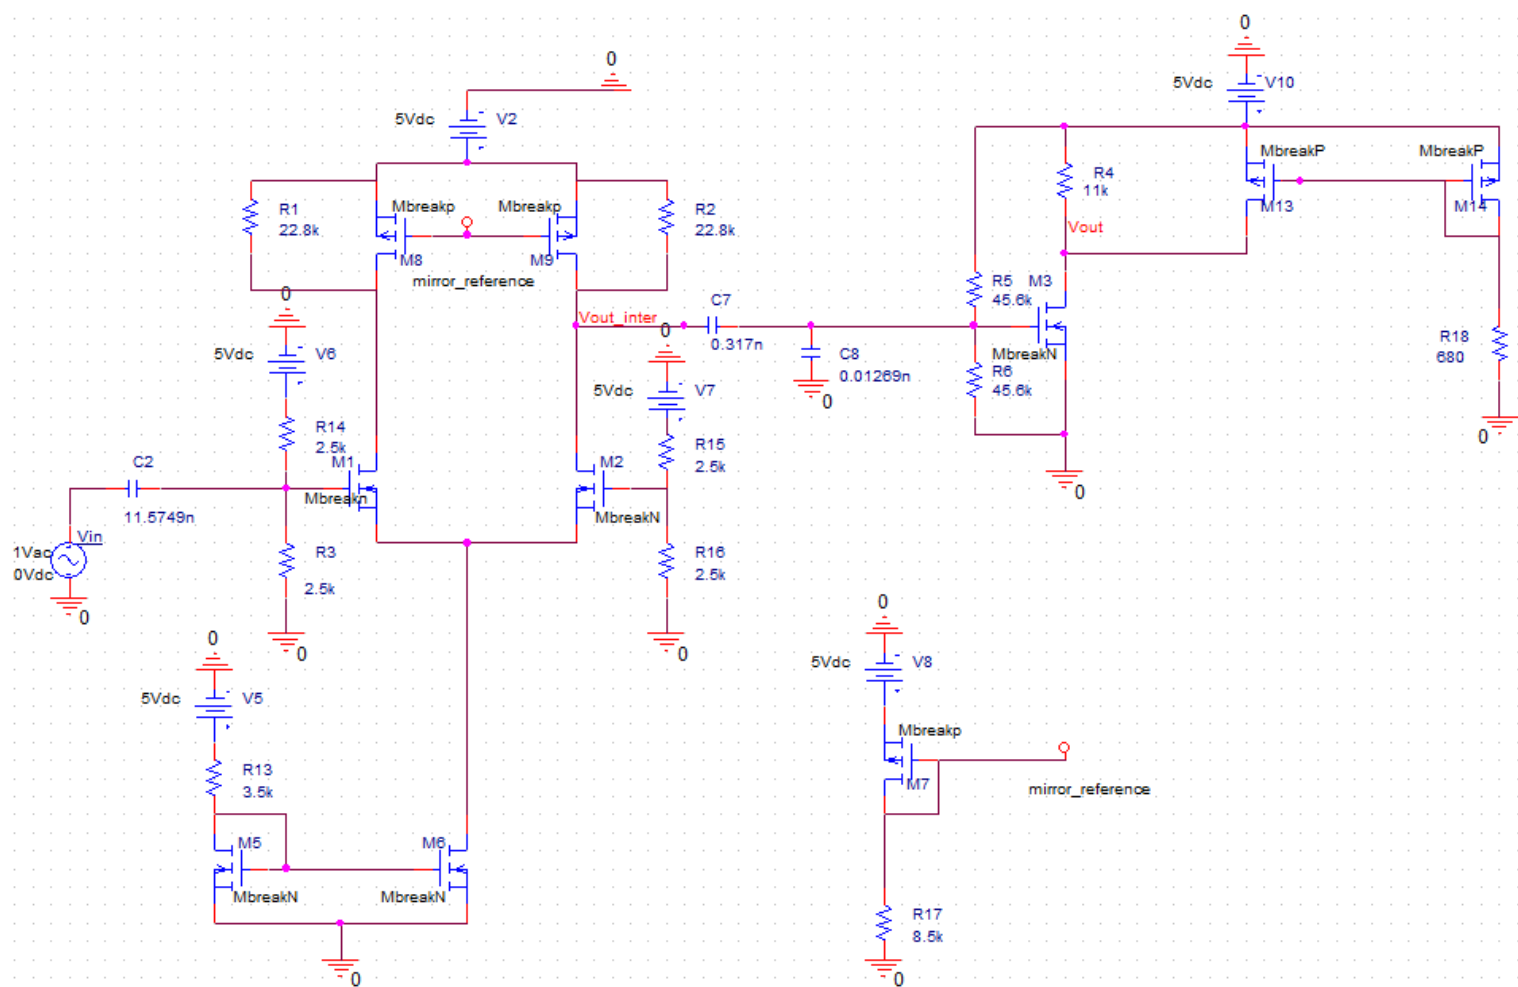 0
5Vdc
V2
R1
22.8k
Mbreakp
M8
Mbreakp
M9
R2
22.8k
mirror_reference
Vout_inter
0
5Vdc
V6
R14
2.5k
C2
11.5749n
Vin
1Vac
0Vdc
0
M1
Mbreakn
R3
2.5k
0
0
5Vdc
V7
R15
2.5k
M2
MbreakN
R16
2.5k
0
C7
0.317n
C8
0.01269n
0
0
5Vdc
V10
R4
11k
Vout
MbreakP
M13
MbreakP
M14
R5
45.6k
M3
MbreakN
R6
45.6k
0
R18
680
0
0
5Vdc
V5
R13
3.5k
M5
MbreakN
M6
MbreakN
0
0
5Vdc
V8
Mbreakp
M7
mirror_reference
R17
8.5k
0